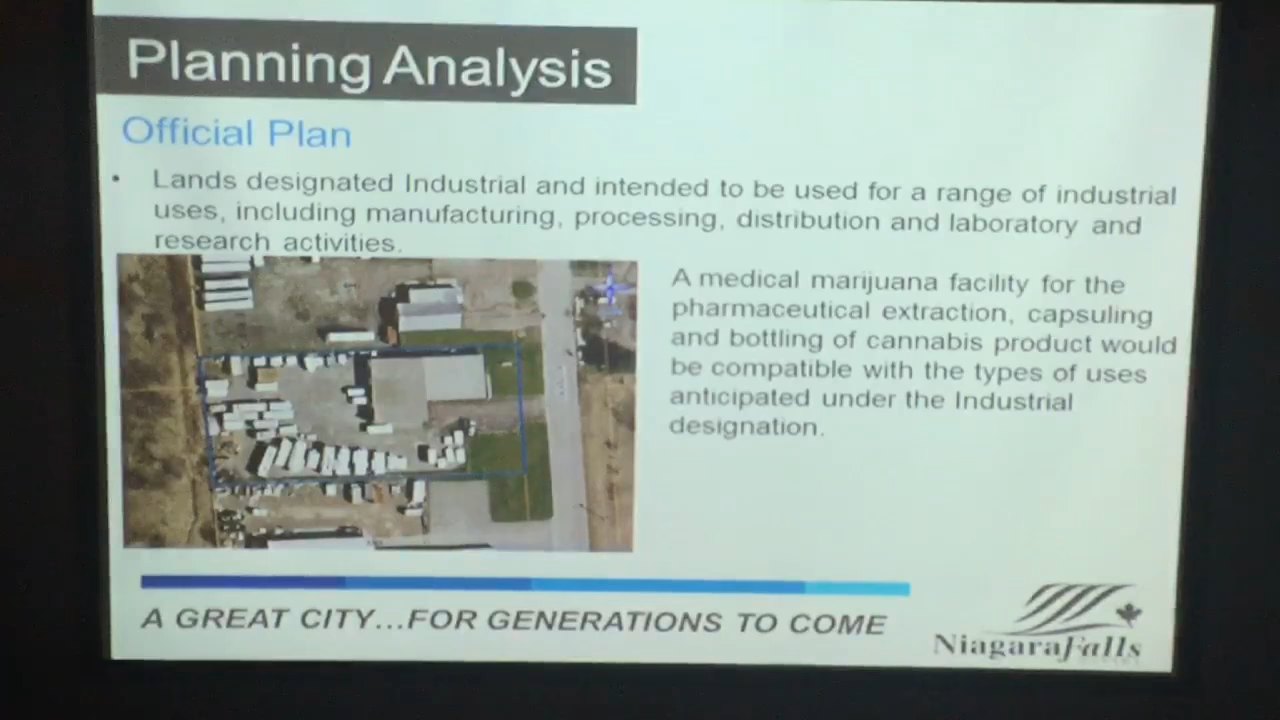 Planning Analysis
Official Plan
• Lands designated Industrial and intended to be used for a range of industrial
uses, including manufacturing, processing, distribution and laboratory and
research activities.
A medical marijuana facility for the
pharmaceutical extraction, capsuling
and bottling of cannabis product would
be compatible with the types of uses
anticipated under the Industrial
designation.
A GREAT CITY...FOR GENERATIONS TO COME
NiagaraFalls